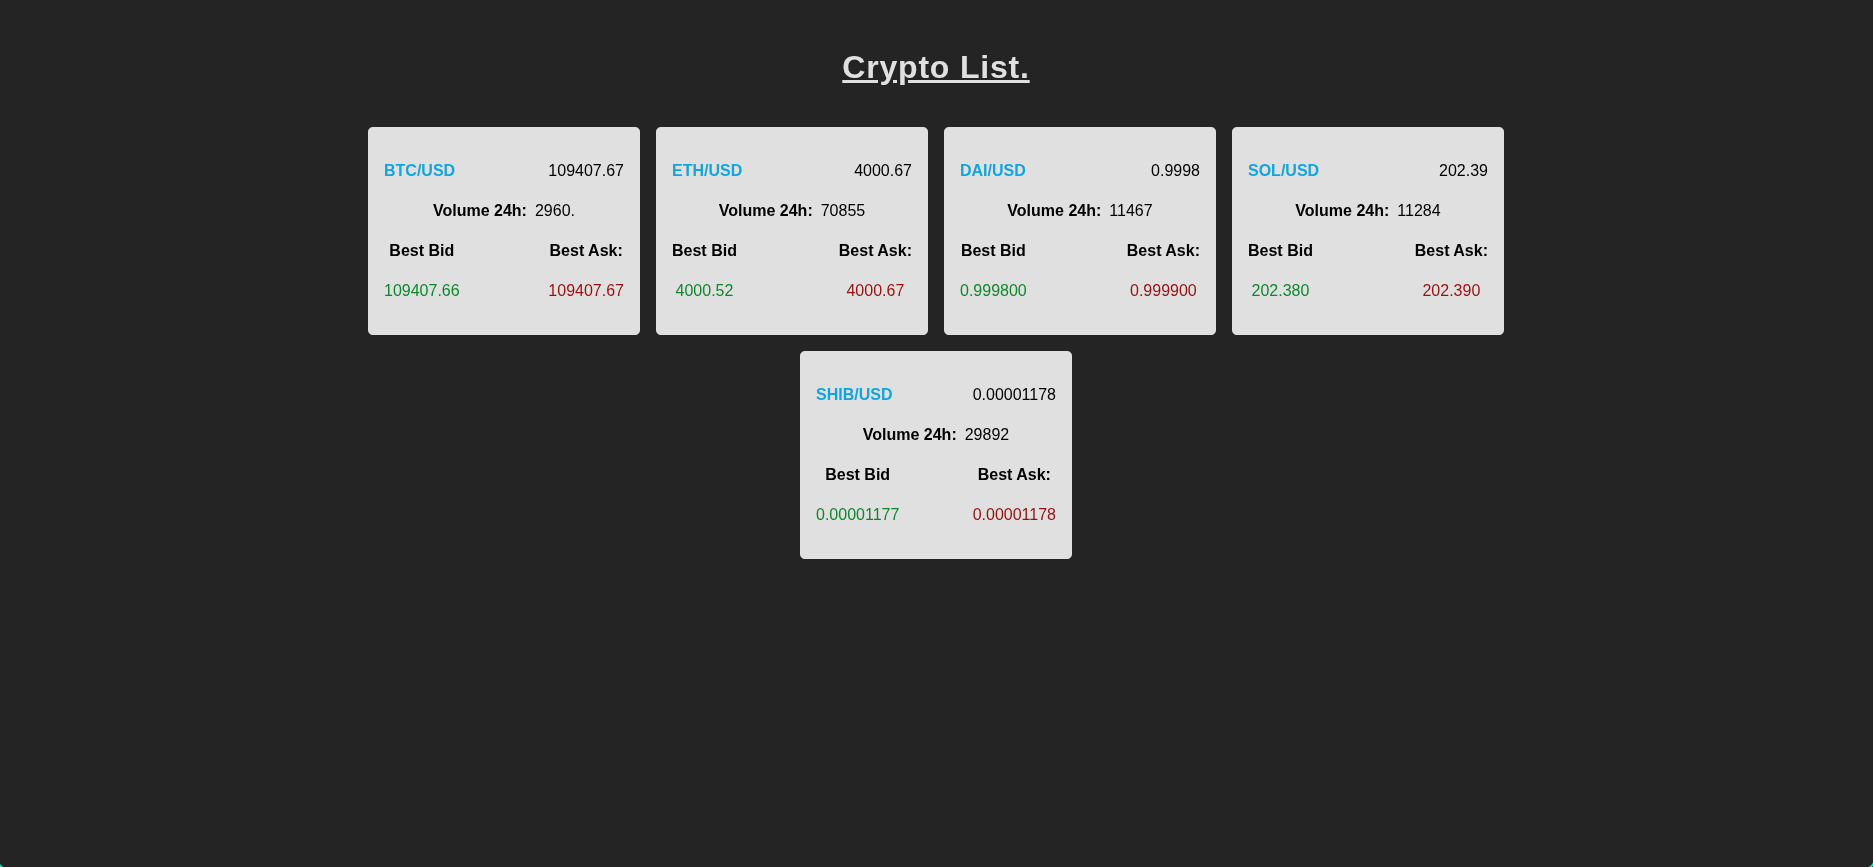 Crypto List.
BTC/USD 109407.67
Volume 24h: 2960.
Best Bid Best Ask:
109407.66 109407.67
ETH/USD 4000.67
Volume 24h: 70855
Best Bid Best Ask:
4000.52 4000.67
DAI/USD 0.9998
Volume 24h: 11467
Best Bid Best Ask:
0.999800 0.999900
SOL/USD 202.39
Volume 24h: 11284
Best Bid Best Ask:
202.380 202.390
SHIB/USD 0.00001178
Volume 24h: 29892
Best Bid Best Ask:
0.00001177 0.00001178